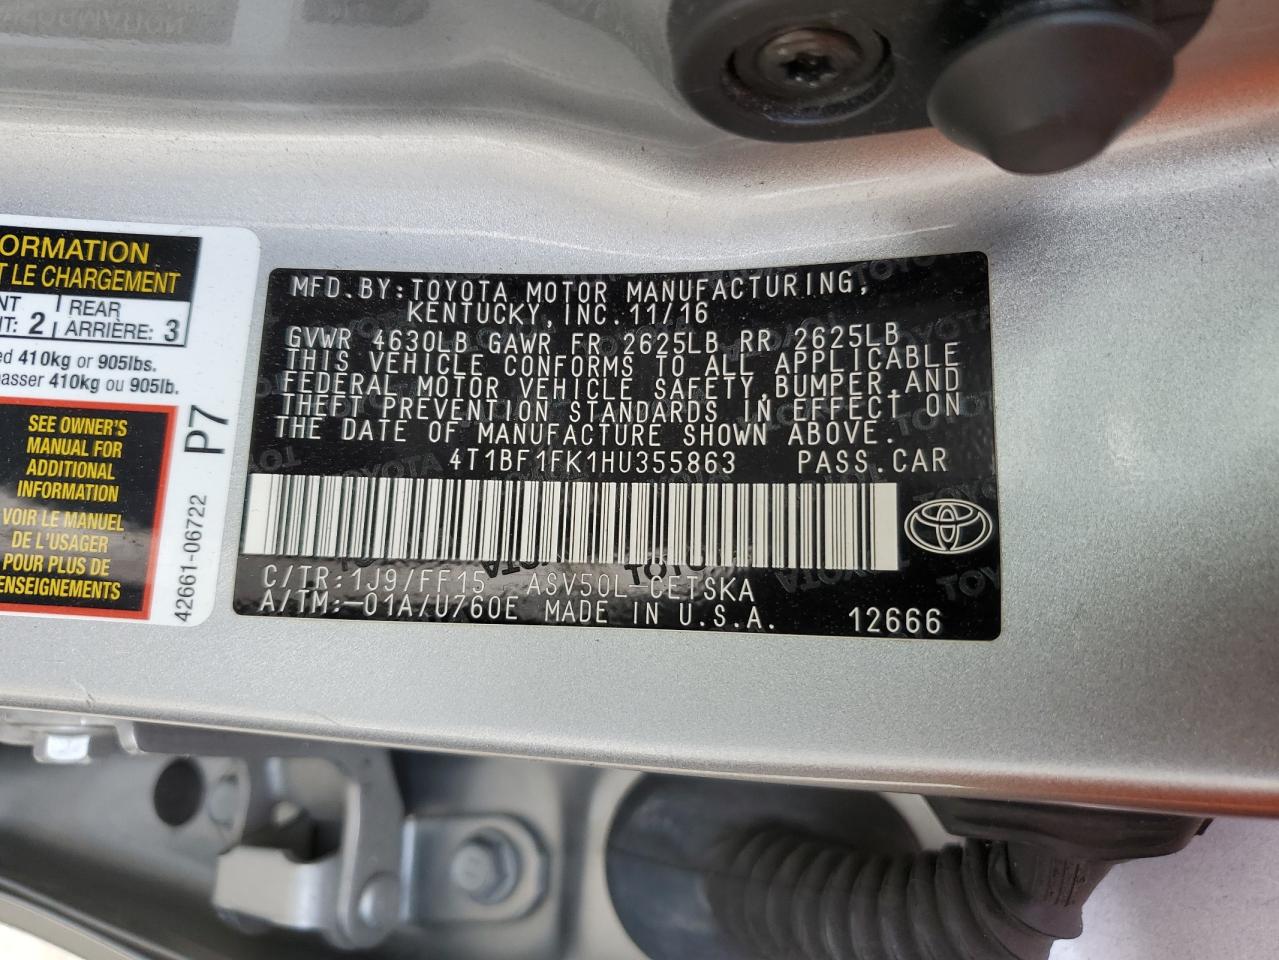 ORMATION
T LE CHARGEMENT
NT 2 REAR 3
T: ARRIÈRE:
ed 410kg or 905lbs.
asser 410kg ou 905lb.
SEE OWNER'S
MANUAL FOR
ADDITIONAL
INFORMATION
VOIR LE MANUEL
DE L'USAGER
POUR PLUS DE
ENSEIGNEMENTS
P7
42661-06722
MFD.BY:TOYOTA MOTOR MANUFACTURING,
KENTUCKY,INC.11/16
GVWR 4630LB GAWR FR 2625LB RR 2625LB
THIS VEHICLE CONFORMS TO ALL APPLICABLE
FEDERAL MOTOR VEHICLE SAFETY,BUMPER,AND
THEFT PREVENTION STANDARDS IN EFFECT ON
THE DATE OF MANUFACTURE SHOWN ABOVE.
4T1BF1FK1HU355863 PASS.CAR
C/TR:1J9/FF15 ASV50L-CETSKA
A/TM:-01A/U760E MADE IN U.S.A. 12666